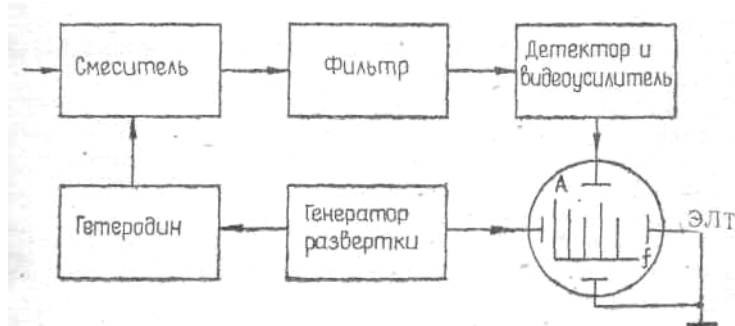 Смеситель
Фильтр
Детектор и
видеоусилитель
Гетеродин
Генератор
развертки
A
f
ЭЛТ